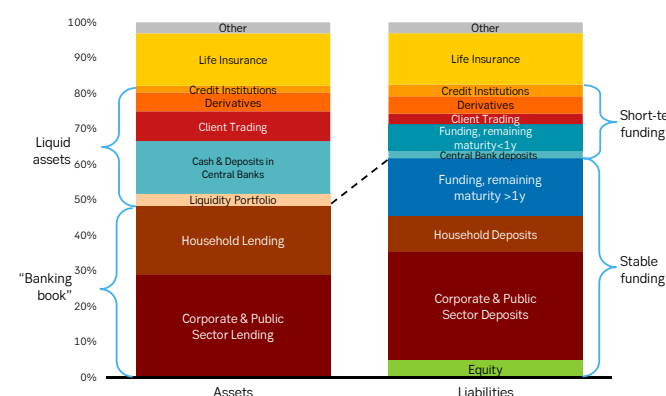 100%
90%
80%
70%
60%
50%
40%
30%
20%
10%
0%
Liquid
assets
“Banking
book”
Other
Life Insurance
Credit Institutions
Derivatives
Client Trading
Cash & Deposits in
Central Banks
Liquidity Portfolio
Household Lending
Corporate & Public
Sector Lending
Assets
Other
Life Insurance
Credit Institutions
Derivatives
Client Trading
Funding, remaining
maturity<1y
Central Bank deposits
Funding, remaining
maturity >1y
Household Deposits
Corporate & Public
Sector Deposits
Equity
Liabilities
Short-te
funding
Stable
funding